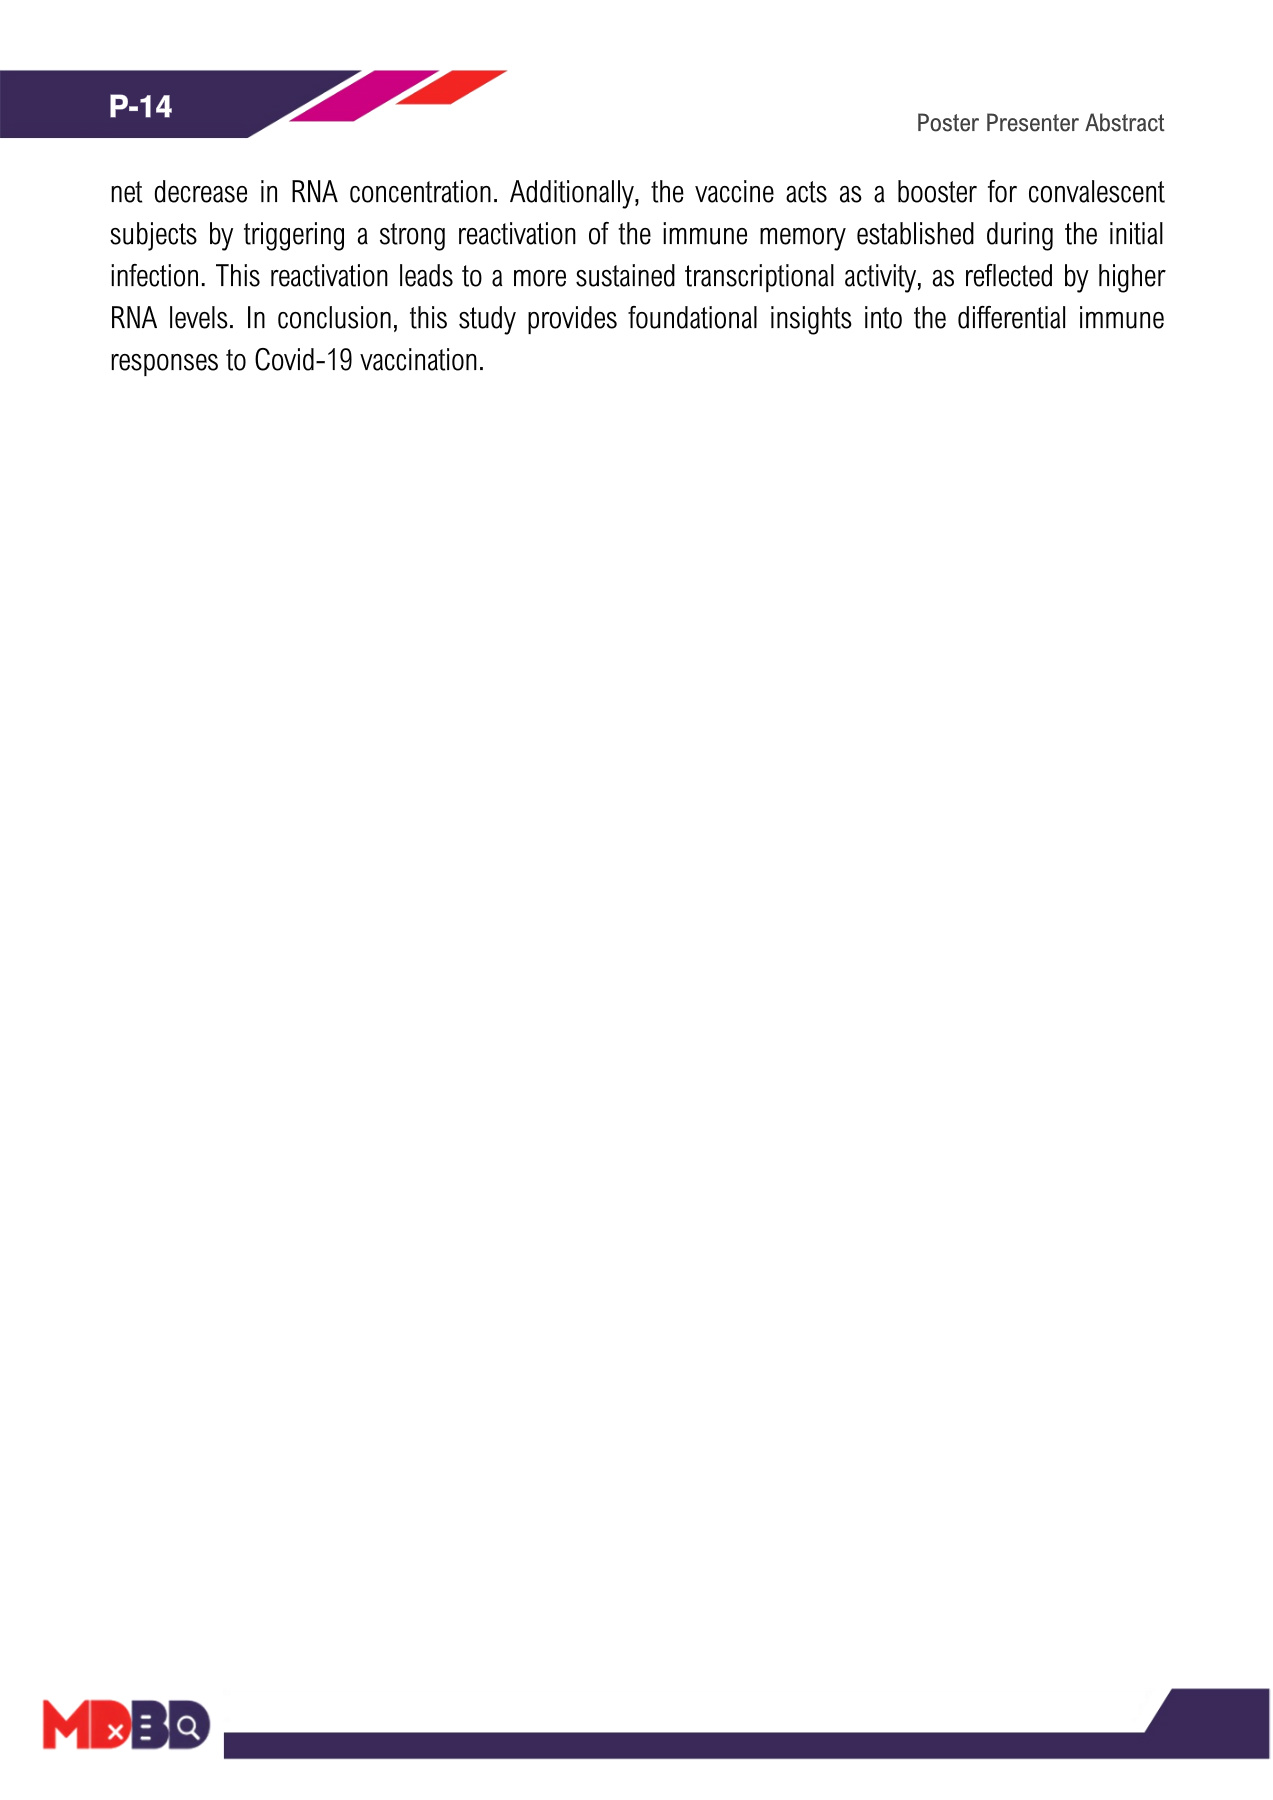 P-14
Poster Presenter Abstract
net decrease in RNA concentration. Additionally, the vaccine acts as a booster for convalescent
subjects by triggering a strong reactivation of the immune memory established during the initial
infection. This reactivation leads to a more sustained transcriptional activity, as reflected by higher
RNA levels. In conclusion, this study provides foundational insights into the differential immune
responses to Covid-19 vaccination.
MDxBD